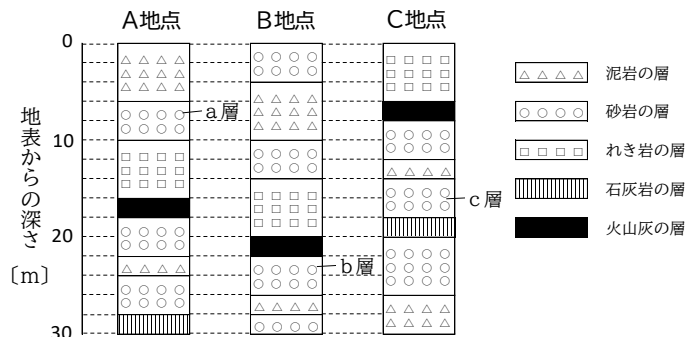 A地点
B地点
C地点
0
10
20
30
地表からの深さ
〔m〕
a層
b層
c層
泥岩の層
砂岩の層
れき岩の層
石灰岩の層
火山灰の層